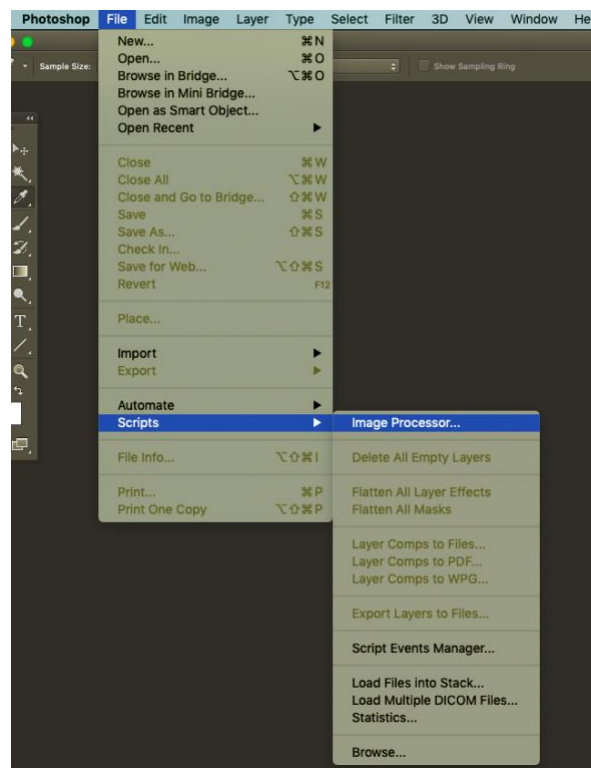 Photoshop File Edit Image Layer Type Select Filter 3D View Window He
Sample Size: Show Sampling Ring
New... ⌘N
Open... ⌘O
Browse in Bridge... ⌥⌘O
Browse in Mini Bridge...
Open as Smart Object...
Open Recent ▶
Close ⌘W
Close All ⌥⌘W
Close and Go to Bridge... ⇧⌘W
Save ⌘S
Save As... ⇧⌘S
Check In...
Save for Web... ⌥⇧⌘S
Revert F12
Place...
Import ▶
Export ▶
Automate ▶
Scripts ▶
File Info... ⌥⇧⌘I
Print... ⌘P
Print One Copy ⌥⇧⌘P
Image Processor...
Delete All Empty Layers
Flatten All Layer Effects
Flatten All Masks
Layer Comps to Files...
Layer Comps to PDF...
Layer Comps to WPG...
Export Layers to Files...
Script Events Manager...
Load Files into Stack...
Load Multiple DICOM Files...
Statistics...
Browse...